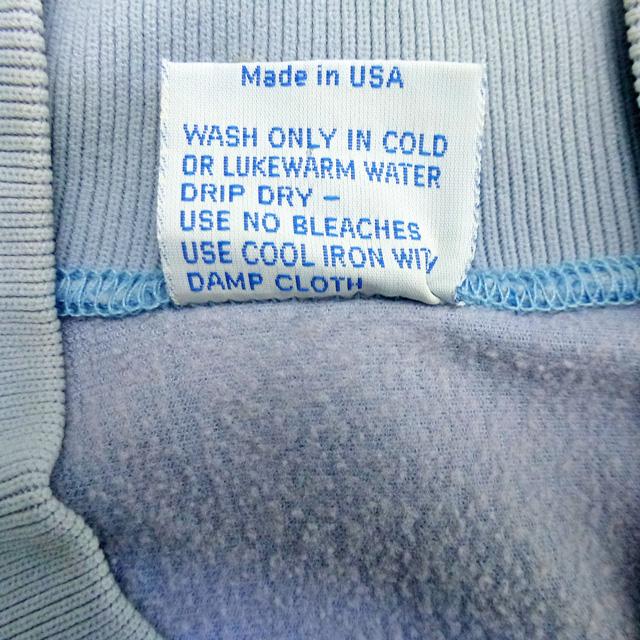 Made in USA
WASH ONLY IN COLD
OR LUKEWARM WATER
DRIP DRY –
USE NO BLEACHES
USE COOL IRON WITH
DAMP CLOTH